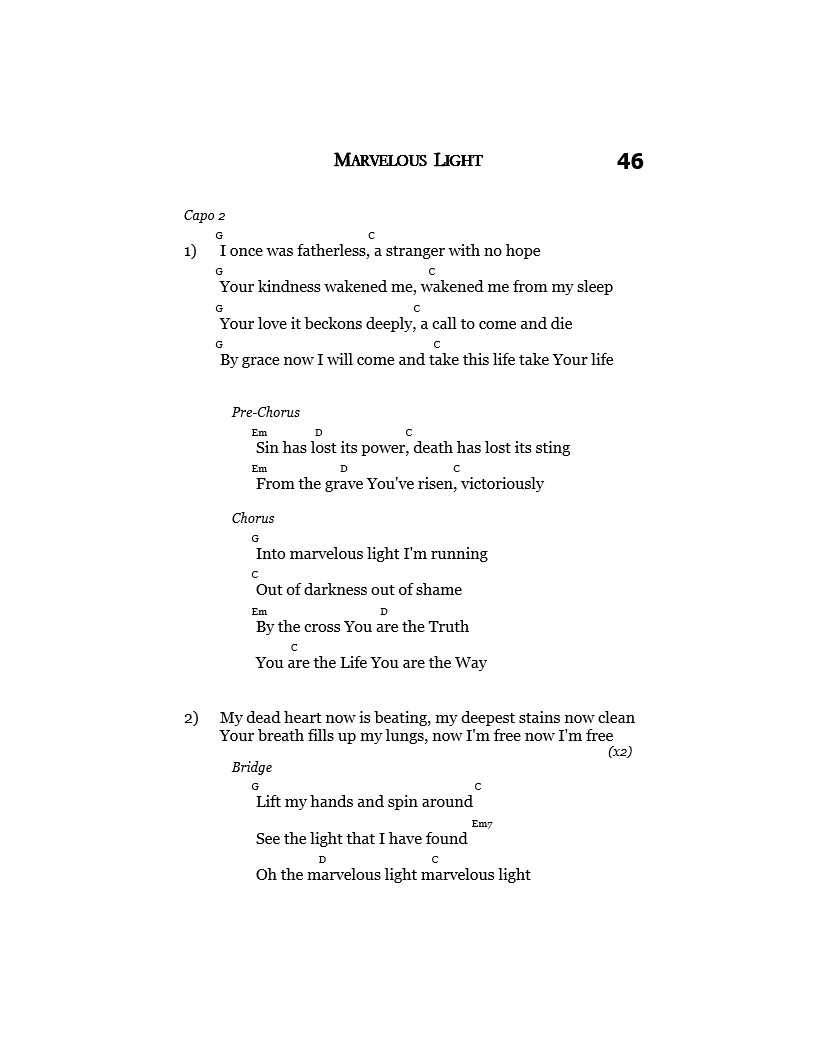 MARVELOUS LIGHT 46
Capo 2
G C
1) I once was fatherless, a stranger with no hope
G C
Your kindness wakened me, wakened me from my sleep
G C
Your love it beckons deeply, a call to come and die
G C
By grace now I will come and take this life take Your life
Pre-Chorus
Em D C
Sin has lost its power, death has lost its sting
Em D C
From the grave You've risen, victoriously
Chorus
G
Into marvelous light I'm running
C
Out of darkness out of shame
Em D
By the cross You are the Truth
C
You are the Life You are the Way
2) My dead heart now is beating, my deepest stains now clean
Your breath fills up my lungs, now I'm free now I'm free
(x2)
Bridge
G C
Lift my hands and spin around
Em7
See the light that I have found
D C
Oh the marvelous light marvelous light